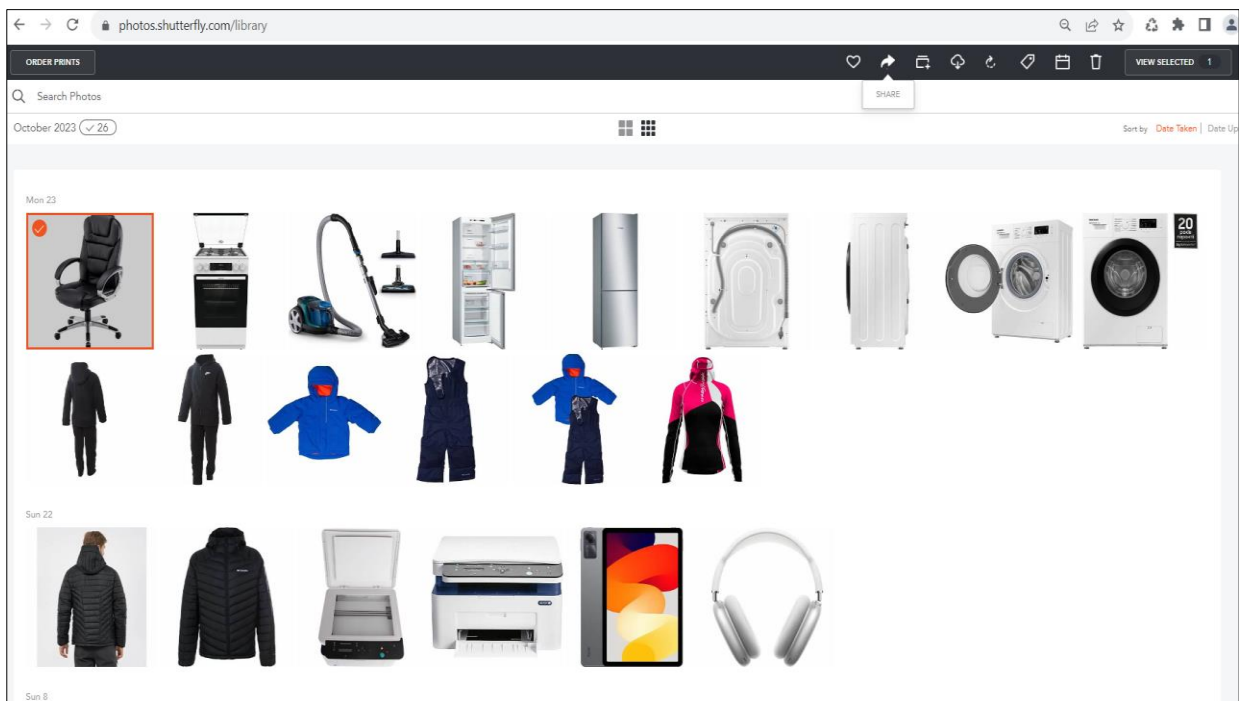 photos.shutterfly.com/library
ORDER PRINTS
VIEW SELECTED 1
SHARE
Search Photos
October 2023 26
Sort by Date Taken | Date Up
Mon 23
20
Sun 22
Sun 8